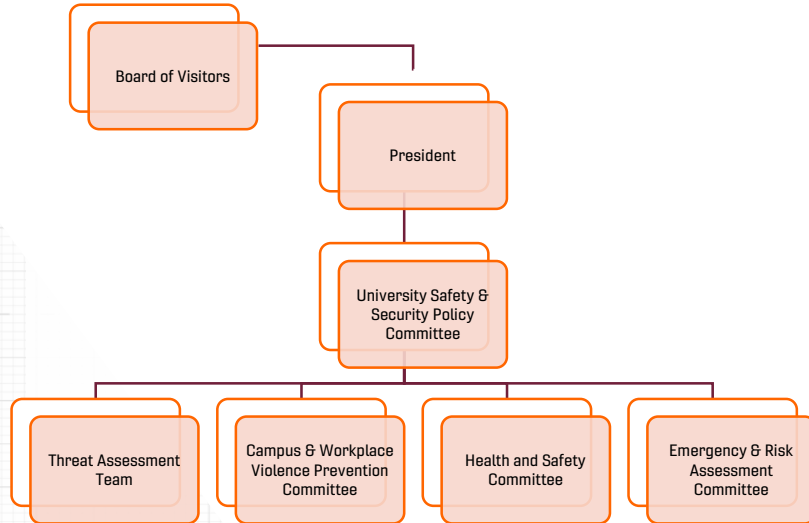 Board of Visitors
President
University Safety &
Security Policy
Committee
Threat Assessment
Team
Campus & Workplace
Violence Prevention
Committee
Health and Safety
Committee
Emergency & Risk
Assessment
Committee